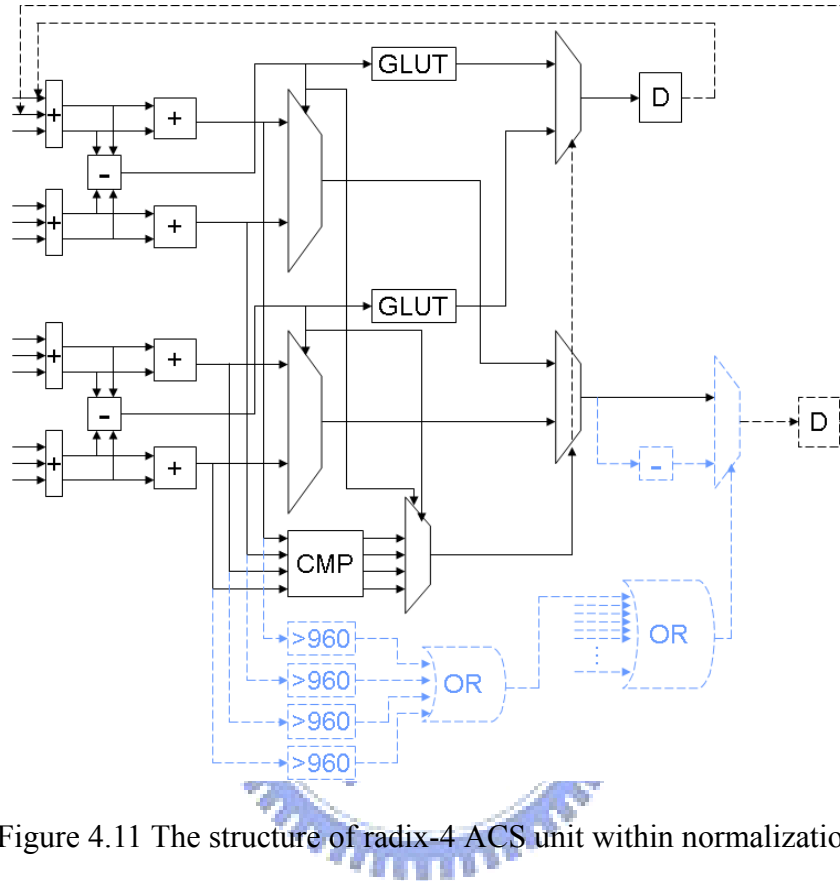 GLUT
D
+
+
-
+
+
GLUT
+
+
-
D
+
+
-
CMP
>960
OR
OR
>960
>960
>960
Figure 4.11 The structure of radix-4 ACS unit within normalizatio